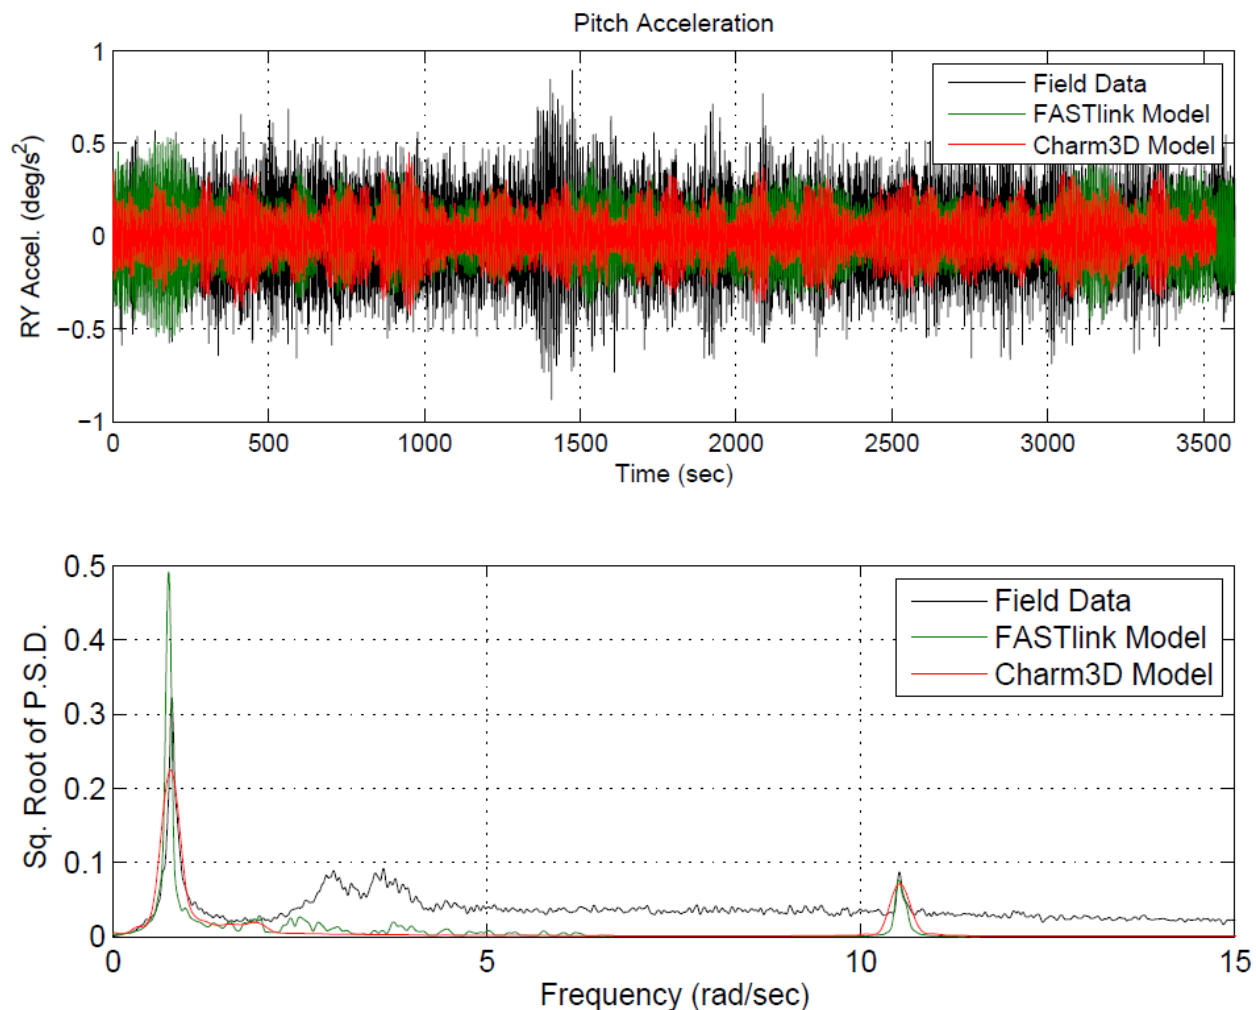 Pitch Acceleration
1
0.5
0
−0.5
−1
RY Accel. (deg/s²)
Field Data
FASTlink Model
Charm3D Model
0 500 1000 1500 2000 2500 3000 3500
Time (sec)
0.5
0.4
0.3
0.2
0.1
0
Sq. Root of P.S.D.
Field Data
FASTlink Model
Charm3D Model
0 5 10 15
Frequency (rad/sec)